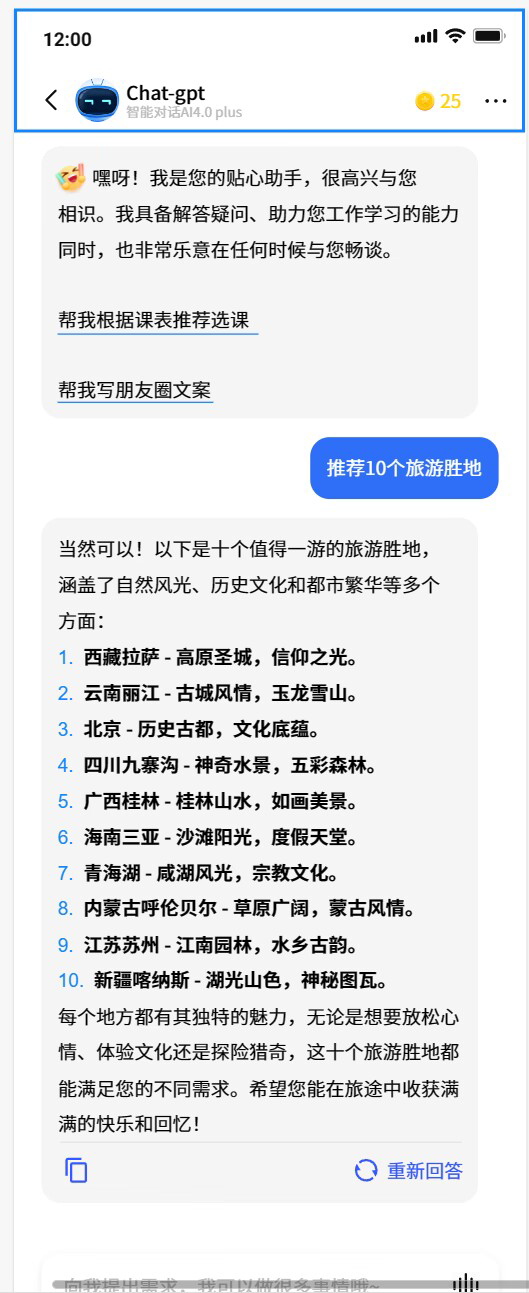 12:00
Chat-gpt
智能对话AI4.0 plus
25
嘿呀！我是您的贴心助手，很高兴与您
相识。我具备解答疑问、助力您工作学习的能力
同时，也非常乐意在任何时候与您畅谈。
帮我根据课表推荐选课
帮我写朋友圈文案
推荐10个旅游胜地
当然可以！以下是十个值得一游的旅游胜地，
涵盖了自然风光、历史文化和都市繁华等多个
方面：
1. 西藏拉萨 - 高原圣城，信仰之光。
2. 云南丽江 - 古城风情，玉龙雪山。
3. 北京 - 历史古都，文化底蕴。
4. 四川九寨沟 - 神奇水景，五彩森林。
5. 广西桂林 - 桂林山水，如画美景。
6. 海南三亚 - 沙滩阳光，度假天堂。
7. 青海湖 - 咸湖风光，宗教文化。
8. 内蒙古呼伦贝尔 - 草原广阔，蒙古风情。
9. 江苏苏州 - 江南园林，水乡古韵。
10. 新疆喀纳斯 - 湖光山色，神秘图瓦。
每个地方都有其独特的魅力，无论是想要放松心
情、体验文化还是探险猎奇，这十个旅游胜地都
能满足您的不同需求。希望您能在旅途中收获满
满的快乐和回忆！
重新回答
向我提出需求，我可以做很多事情哦~